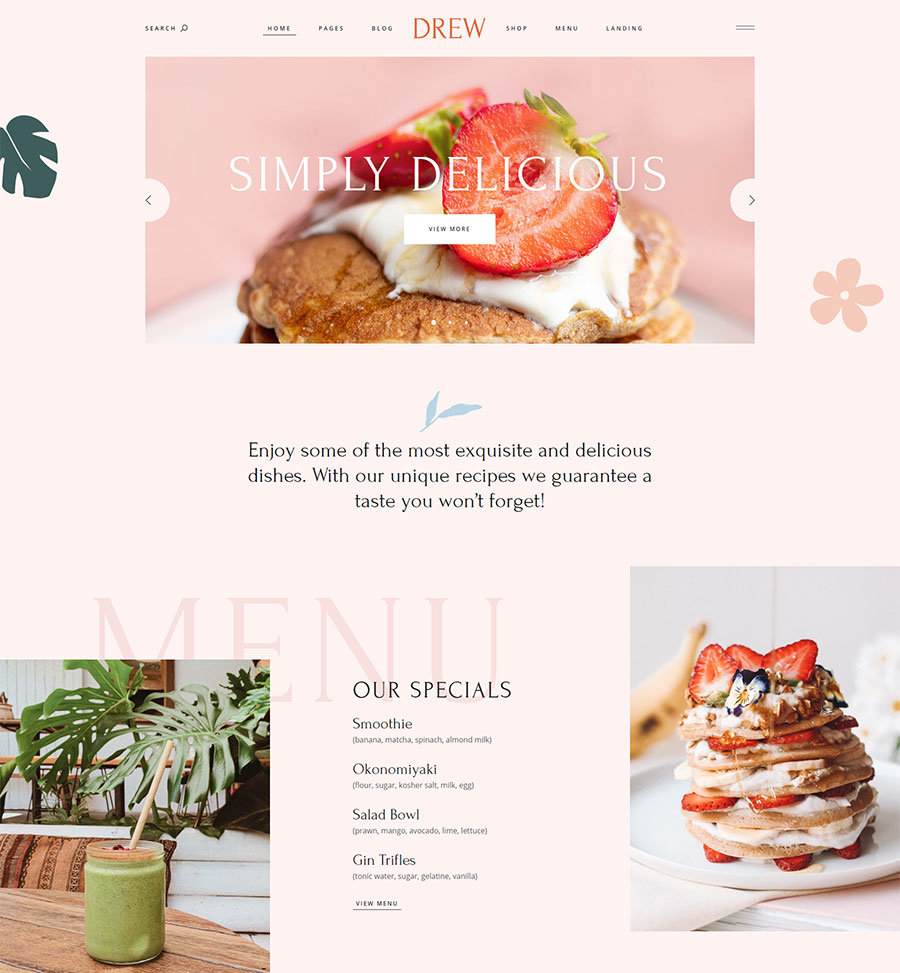 SEARCH
HOME PAGES BLOG DREW SHOP MENU LANDING
SIMPLY DELICIOUS
VIEW MORE
Enjoy some of the most exquisite and delicious
dishes. With our unique recipes we guarantee a
taste you won’t forget!
MENU
OUR SPECIALS
Smoothie
(banana, matcha, spinach, almond milk)
Okonomiyaki
(flour, sugar, kosher salt, milk, egg)
Salad Bowl
(prawn, mango, avocado, lime, lettuce)
Gin Trifles
(tonic water, sugar, gelatine, vanilla)
VIEW MENU